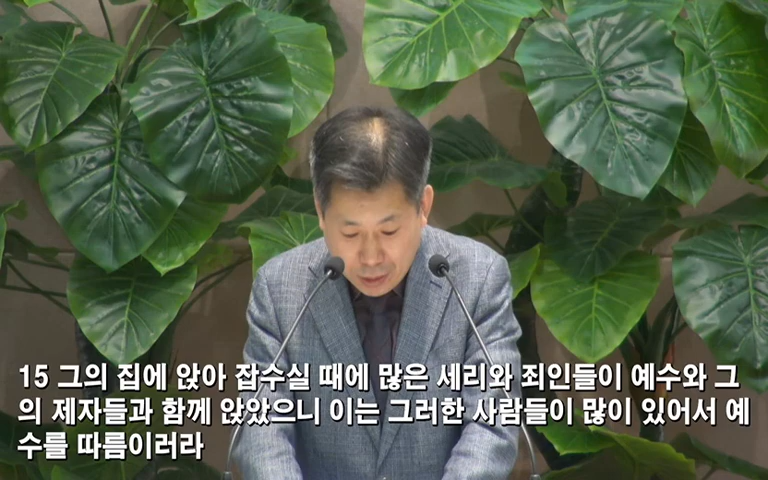 15 그의 집에 앉아 잡수실 때에 많은 세리와 죄인들이 예수와 그
의 제자들과 함께 앉았으니 이는 그러한 사람들이 많이 있어서 예
수를 따름이러라